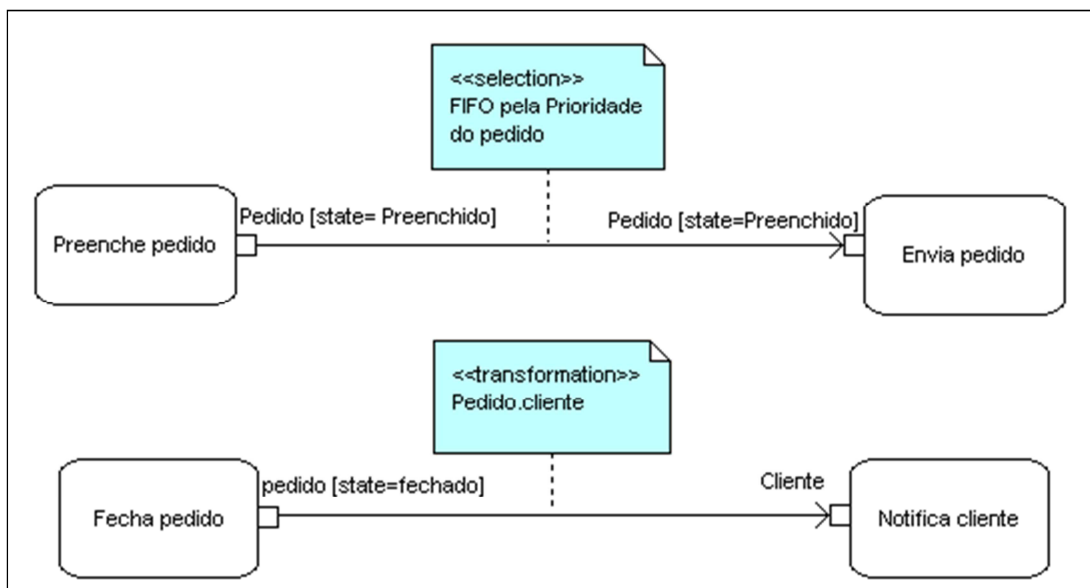 <<selection>>
FIFO pela Prioridade
do pedido
Pedido [state= Preenchido]
Pedido [state=Preenchido]
Preenche pedido
Envia pedido
<<transformation>>
Pedido.cliente
pedido [state=fechado]
Cliente
Fecha pedido
Notifica cliente